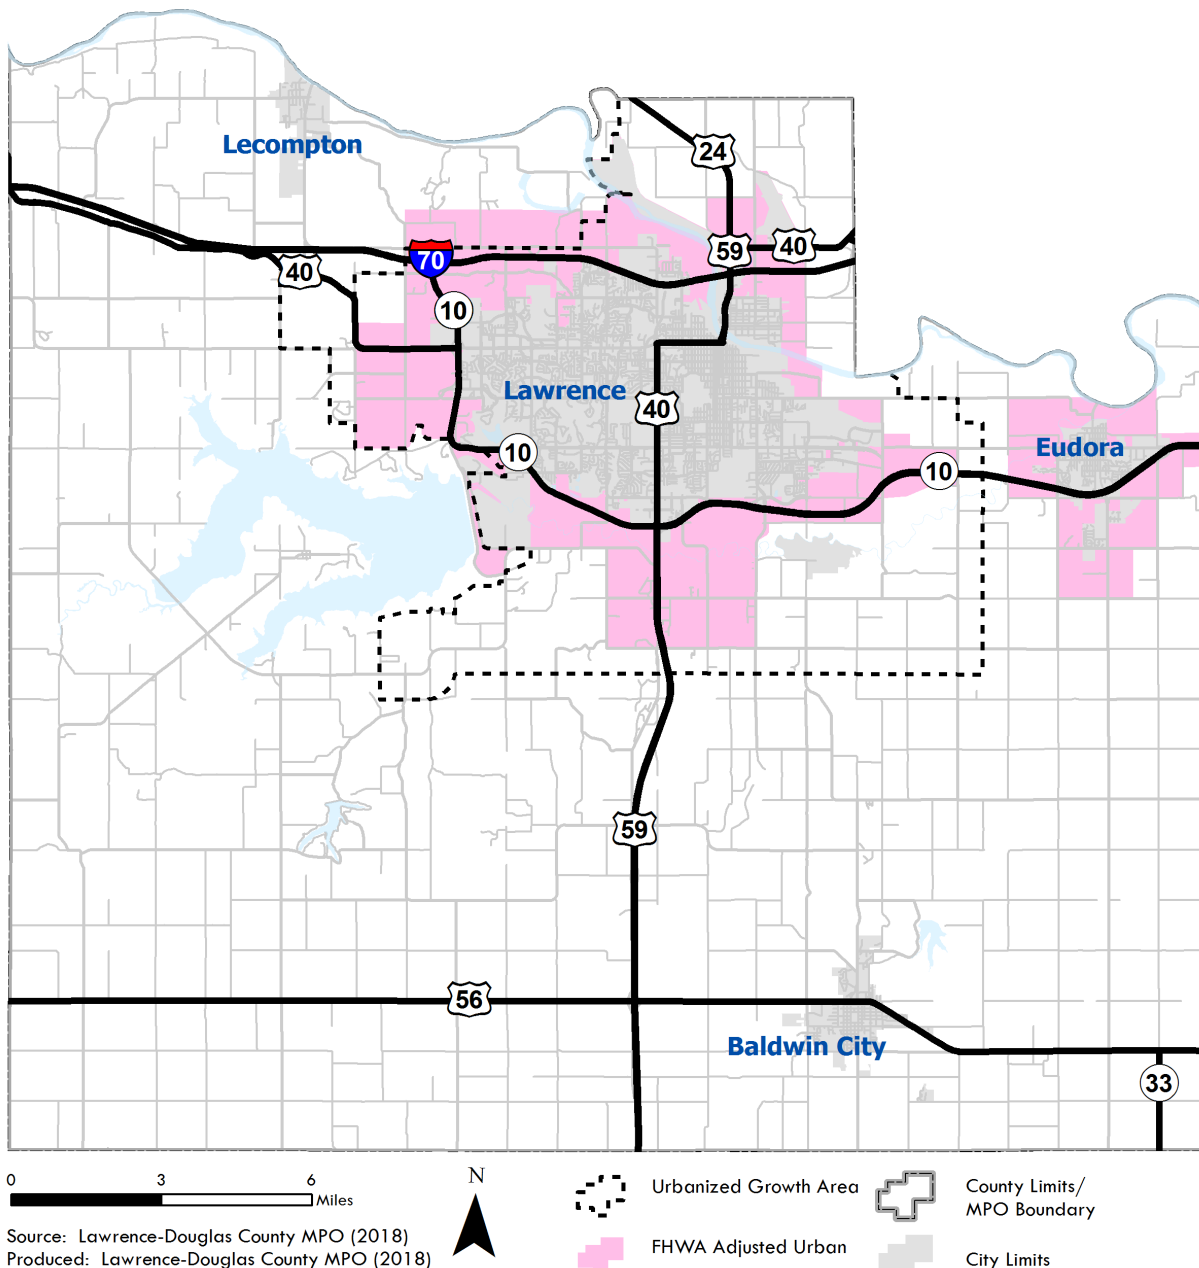 Lecompton
24
59
40
70
40
10
Lawrence
40
10
Eudora
10
59
56
Baldwin City
33
0 3 6
Miles
N
Urbanized Growth Area
County Limits/
MPO Boundary
Source: Lawrence-Douglas County MPO (2018)
Produced: Lawrence-Douglas County MPO (2018)
FHWA Adjusted Urban
City Limits